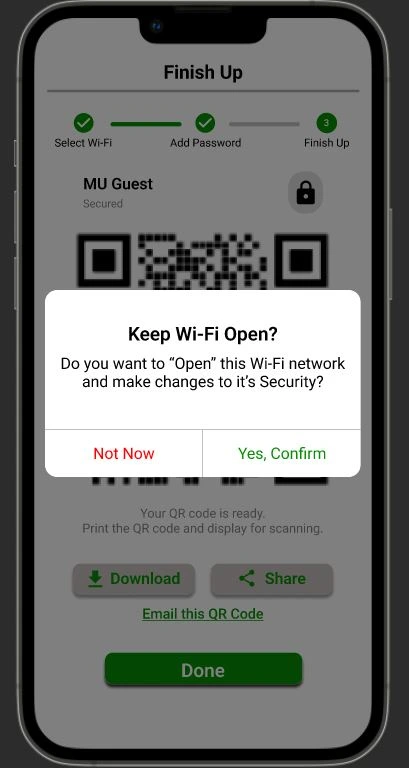 Finish Up
3
Select Wi-Fi
Add Password
Finish Up
MU Guest
Secured
Keep Wi-Fi Open?
Do you want to “Open” this Wi-Fi network
and make changes to it's Security?
Not Now
Yes, Confirm
Your QR code is ready.
Print the QR code and display for scanning.
Download
Share
Email this QR Code
Done